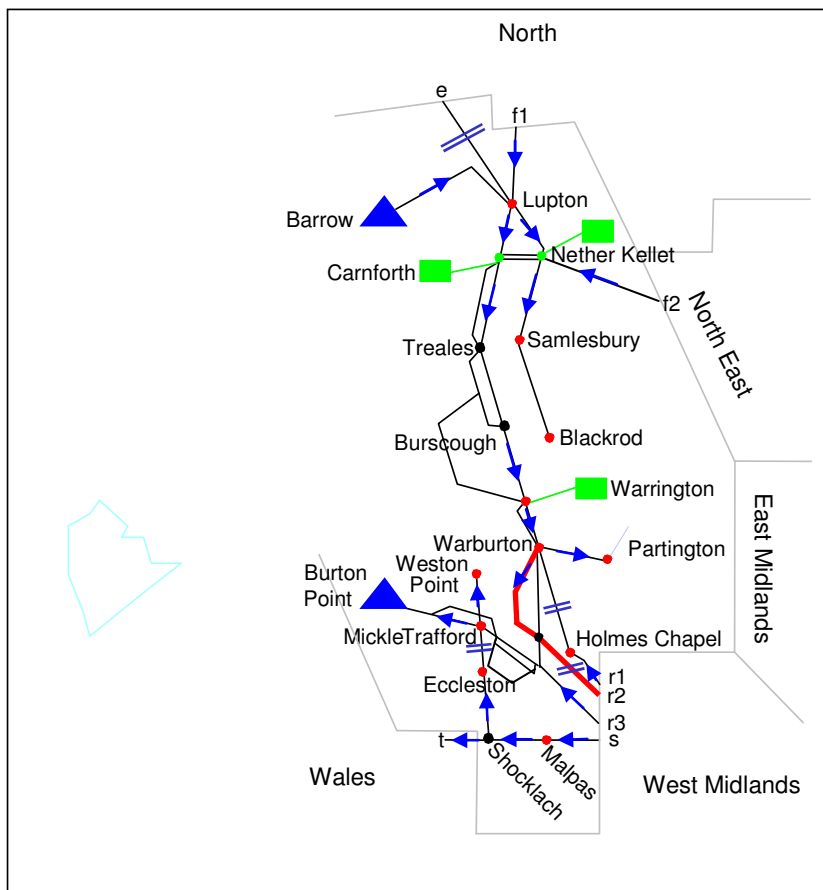 North
e
f1
Lupton
Barrow
Nether Kellet
Carnforth
f2
North East
Treales
Samlesbury
Burscough
Blackrod
Warrington
East Midlands
Warburton
Partington
Weston
Point
Burton
Point
MickleTrafford
Holmes Chapel
Eccleston
r1
r2
r3
t
s
Shocklach
Malpas
Wales
West Midlands